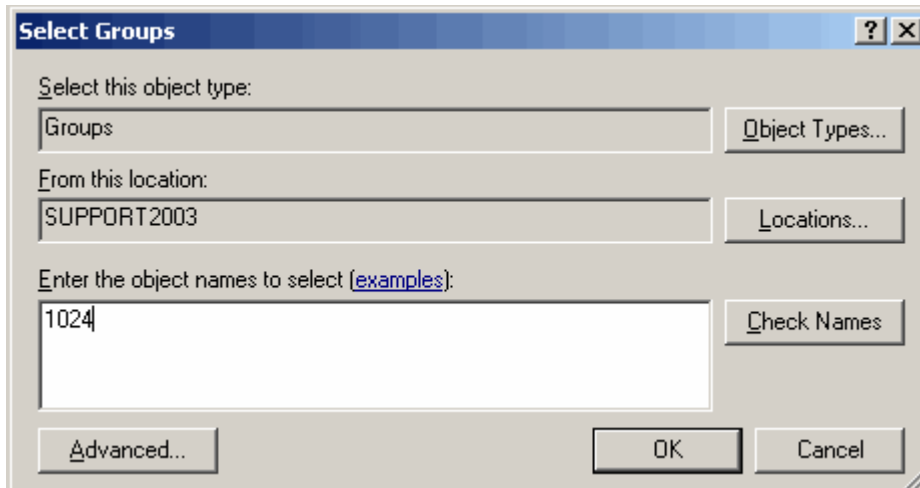 Select Groups
Select this object type:
Groups
Object Types...
From this location:
SUPPORT2003
Locations...
Enter the object names to select (examples):
1024
Check Names
Advanced...
OK
Cancel